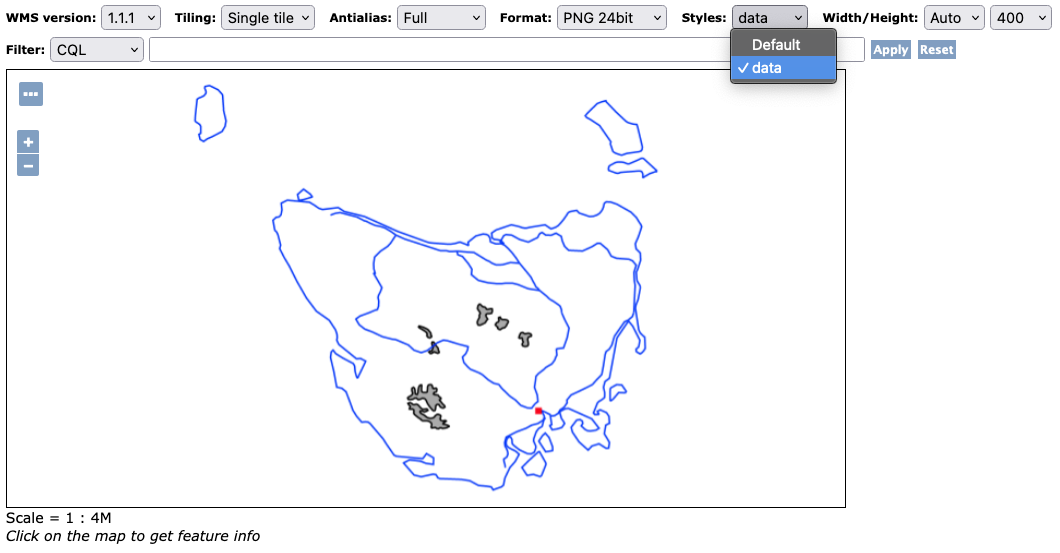 WMS version: 1.1.1 Tiling: Single tile Antialias: Full Format: PNG 24bit Styles: data Width/Height: Auto 400
Default
✓ data
Filter: CQL Apply Reset
...
+
−
Scale = 1 : 4M
Click on the map to get feature info